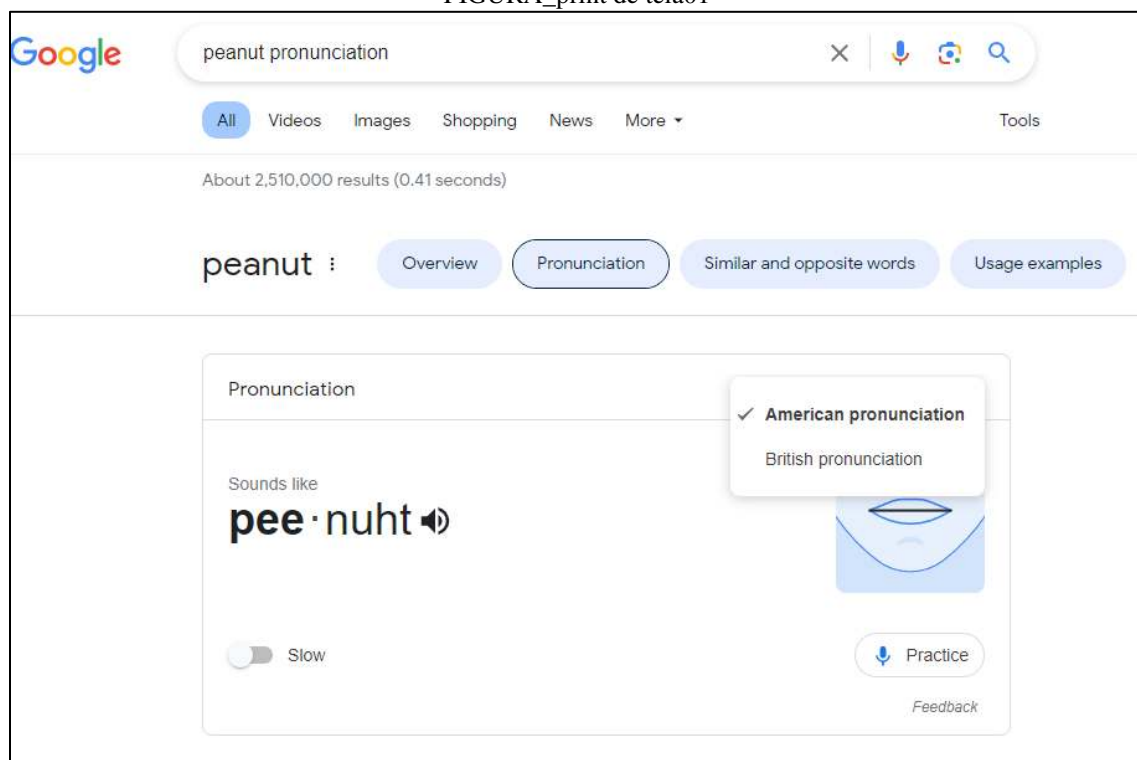 FIGURA_print de tela01
Google
peanut pronunciation
All Videos Images Shopping News More Tools
About 2,510,000 results (0.41 seconds)
peanut Overview Pronunciation Similar and opposite words Usage examples
Pronunciation
American pronunciation
British pronunciation
Sounds like
pee·nuht
Slow
Practice
Feedback